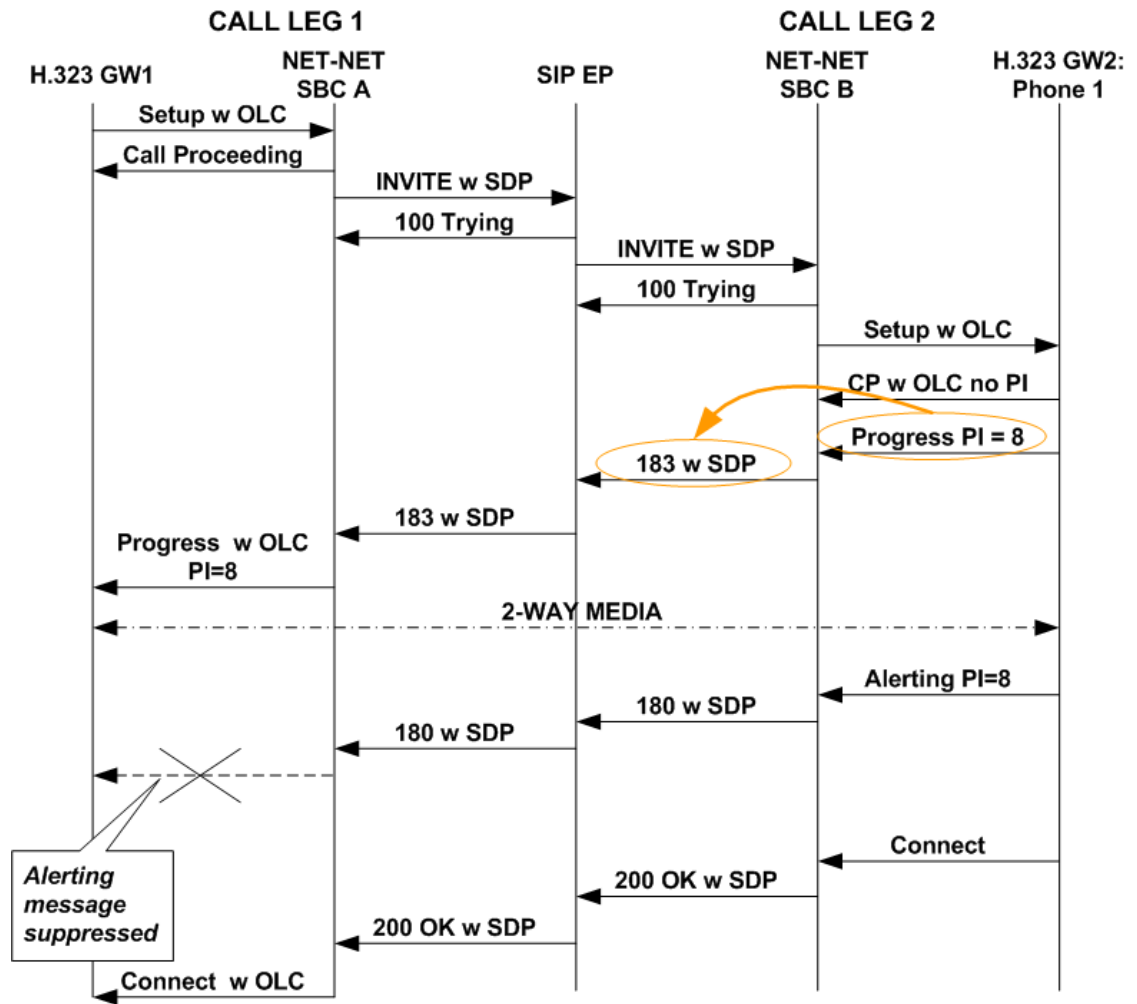 CALL LEG 1
CALL LEG 2
H.323 GW1
NET-NET
SBC A
SIP EP
NET-NET
SBC B
H.323 GW2:
Phone 1
Setup w OLC
Call Proceeding
INVITE w SDP
100 Trying
INVITE w SDP
100 Trying
Setup w OLC
CP w OLC no PI
Progress PI = 8
183 w SDP
183 w SDP
Progress w OLC
PI=8
2-WAY MEDIA
Alerting PI=8
180 w SDP
180 w SDP
Alerting
message
suppressed
Connect
200 OK w SDP
200 OK w SDP
Connect w OLC